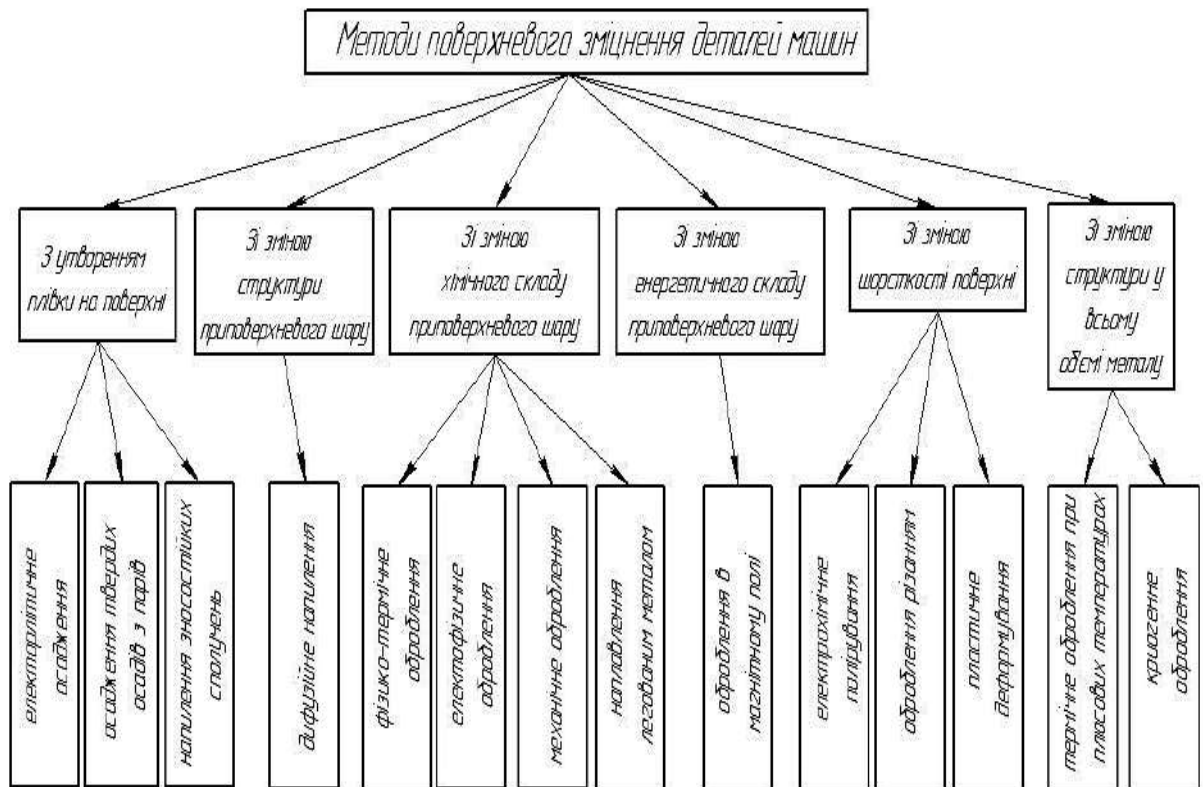 Методи поверхневого зміцнення деталей машин
З утворенням
плівки на поверхні
Зі зміною
структури
приповерхневого шару
Зі зміною
хімічного складу
приповерхневого шару
Зі зміною
енергетичного складу
приповерхневого шару
Зі зміною
шорсткості поверхні
Зі зміною
структури у
всьому
об'ємі металу
електорлітичне
осадження
осадження твердих
осадів з парів
напилення зносостійких
сполучень
дифузійне напилення
фізико-термічне
оброблення
електофізичне
оброблення
механічне оброблення
наплавлення
легованим металом
оброблення в
магнітному полі
електрохімічне
полірування
оброблення різанням
пластичне
деформування
термічне оброблення при
плюсових температурах
криогенне
оброблення